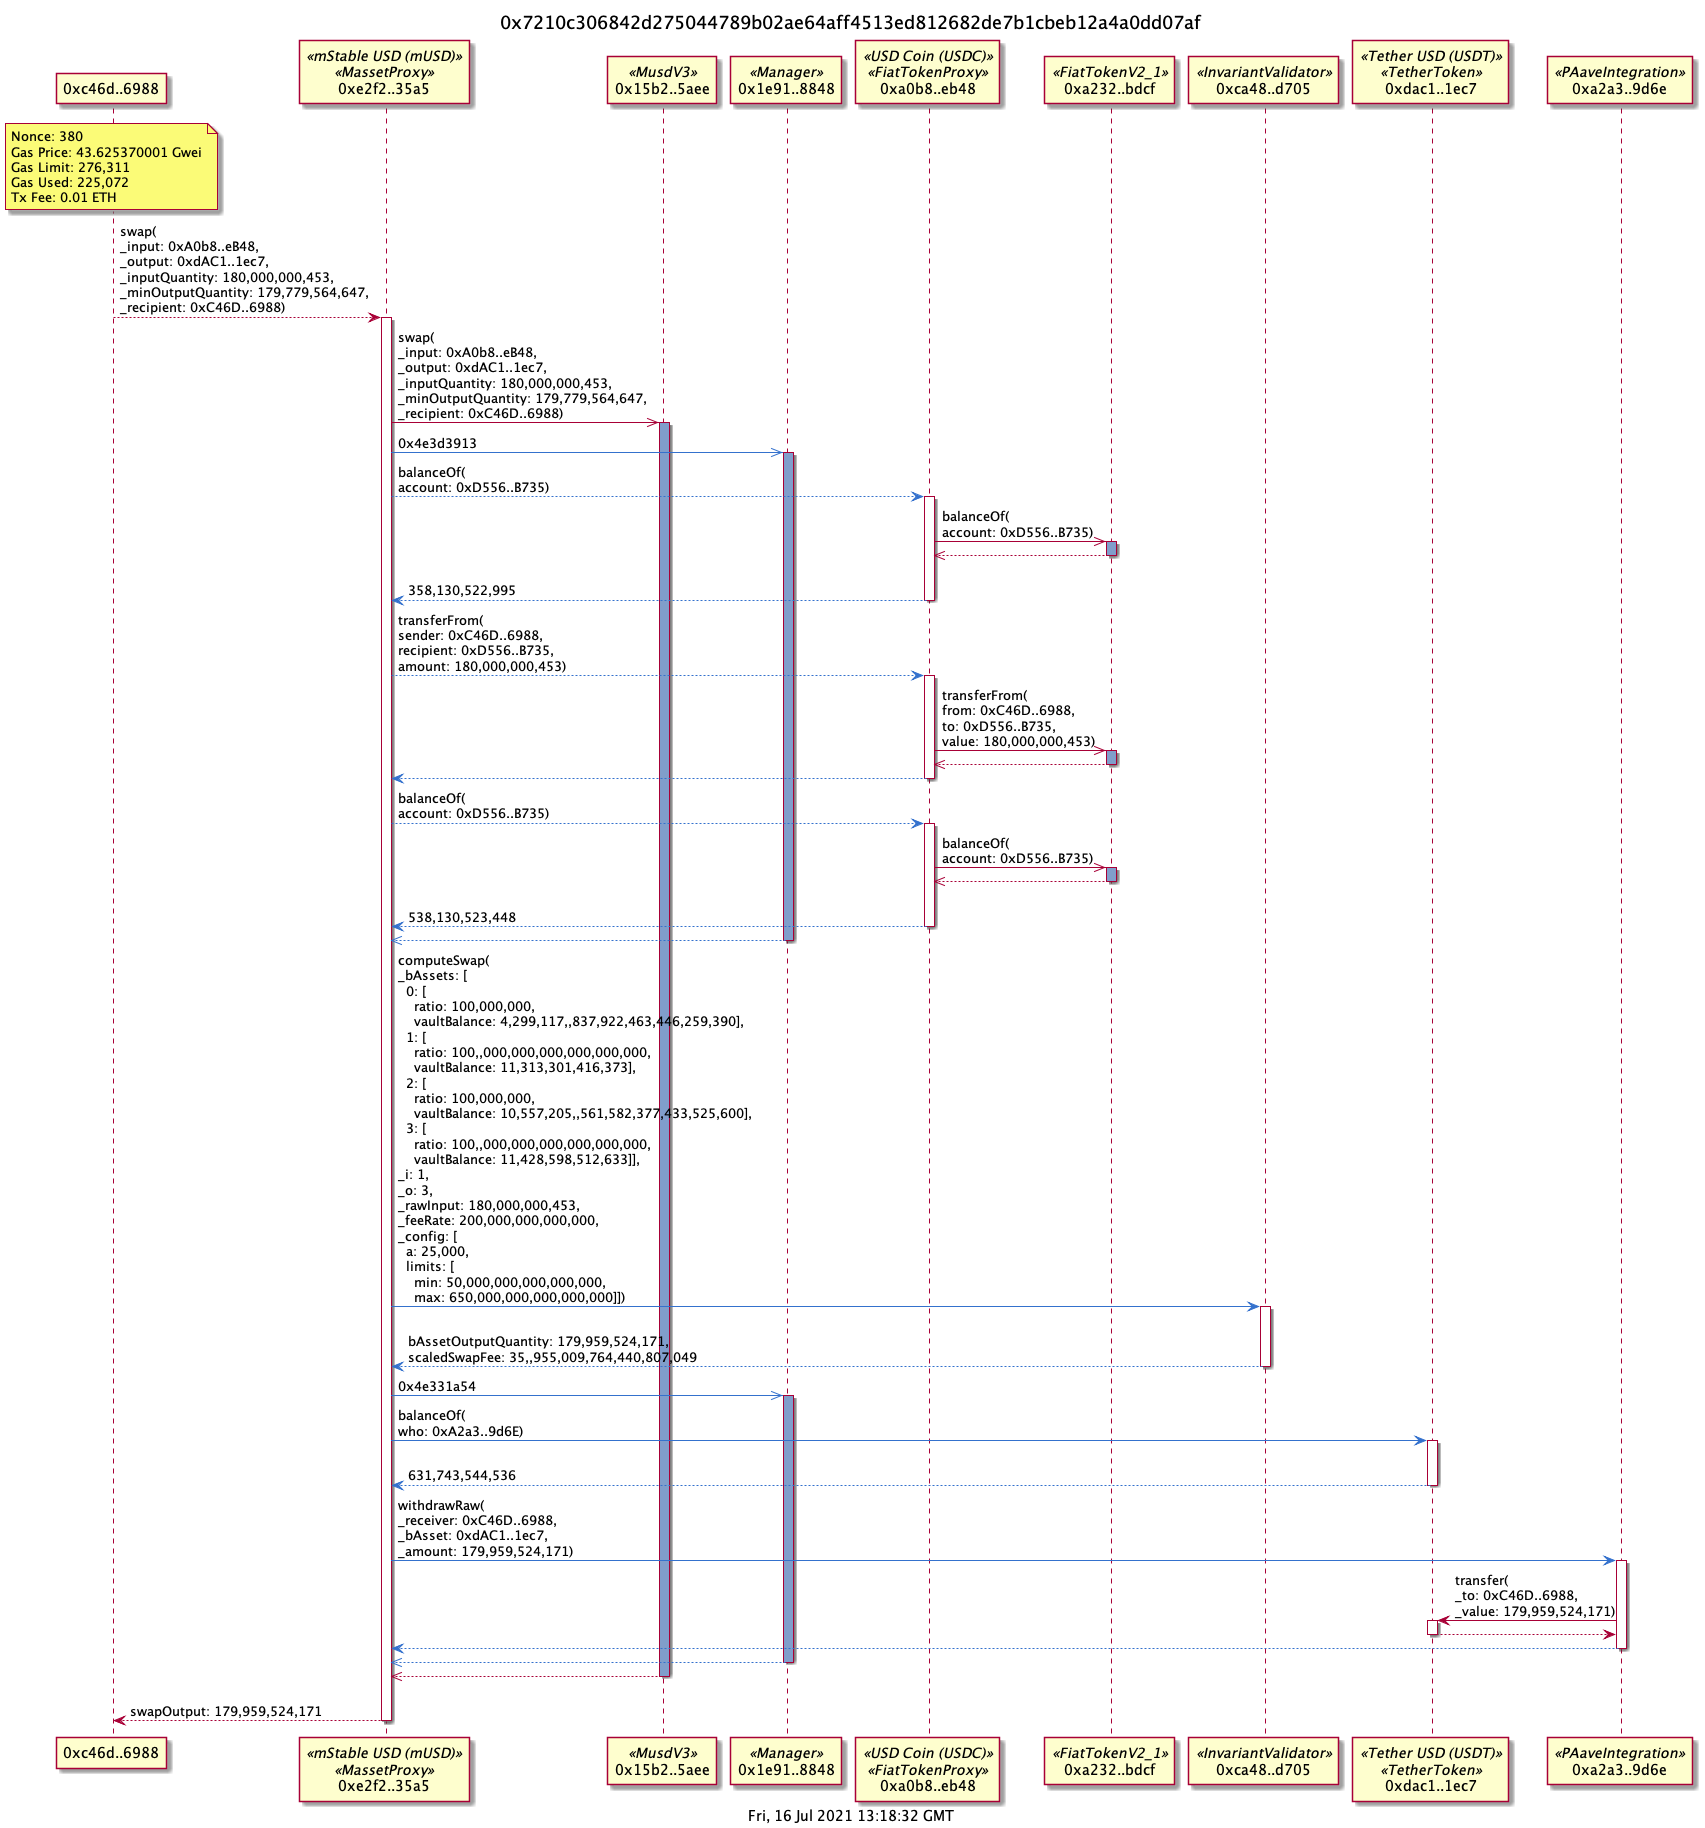 0x7210c306842d275044789b02ae64aff4513ed812682de7b1cbeb12a4a0dd07af
0xc46d..6988
«mStable USD (mUSD)»
«MassetProxy»
0xe2f2..35a5
«MusdV3»
0x15b2..5aee
«Manager»
0x1e91..8848
«USD Coin (USDC)»
«FiatTokenProxy»
0xa0b8..eb48
«FiatTokenV2_1»
0xa232..bdcf
«InvariantValidator»
0xca48..d705
«Tether USD (USDT)»
«TetherToken»
0xdac1..1ec7
«PAaveIntegration»
0xa2a3..9d6e
Nonce: 380
Gas Price: 43.625370001 Gwei
Gas Limit: 276,311
Gas Used: 225,072
Tx Fee: 0.01 ETH
swap(
_input: 0xA0b8..eB48,
_output: 0xdAC1..1ec7,
_inputQuantity: 180,000,000,453,
_minOutputQuantity: 179,779,564,647,
_recipient: 0xC46D..6988)
swap(
_input: 0xA0b8..eB48,
_output: 0xdAC1..1ec7,
_inputQuantity: 180,000,000,453,
_minOutputQuantity: 179,779,564,647,
_recipient: 0xC46D..6988)
0x4e3d3913
balanceOf(
account: 0xD556..B735)
balanceOf(
account: 0xD556..B735)
358,130,522,995
transferFrom(
sender: 0xC46D..6988,
recipient: 0xD556..B735,
amount: 180,000,000,453)
transferFrom(
from: 0xC46D..6988,
to: 0xD556..B735,
value: 180,000,000,453)
balanceOf(
account: 0xD556..B735)
balanceOf(
account: 0xD556..B735)
538,130,523,448
computeSwap(
_bAssets: [
0: [
ratio: 100,000,000,
vaultBalance: 4,299,117,,837,922,463,446,259,390],
1: [
ratio: 100,,000,000,000,000,000,000,
vaultBalance: 11,313,301,416,373],
2: [
ratio: 100,000,000,
vaultBalance: 10,557,205,,561,582,377,433,525,600],
3: [
ratio: 100,,000,000,000,000,000,000,
vaultBalance: 11,428,598,512,633]],
_i: 1,
_o: 3,
_rawInput: 180,000,000,453,
_feeRate: 200,000,000,000,000,
_config: [
a: 25,000,
limits: [
min: 50,000,000,000,000,000,
max: 650,000,000,000,000,000]])
bAssetOutputQuantity: 179,959,524,171,
scaledSwapFee: 35,,955,009,764,440,807,049
0x4e331a54
balanceOf(
who: 0xA2a3..9d6E)
631,743,544,536
withdrawRaw(
_receiver: 0xC46D..6988,
_bAsset: 0xdAC1..1ec7,
_amount: 179,959,524,171)
transfer(
_to: 0xC46D..6988,
_value: 179,959,524,171)
swapOutput: 179,959,524,171
0xc46d..6988
«mStable USD (mUSD)»
«MassetProxy»
0xe2f2..35a5
«MusdV3»
0x15b2..5aee
«Manager»
0x1e91..8848
«USD Coin (USDC)»
«FiatTokenProxy»
0xa0b8..eb48
«FiatTokenV2_1»
0xa232..bdcf
«InvariantValidator»
0xca48..d705
«Tether USD (USDT)»
«TetherToken»
0xdac1..1ec7
«PAaveIntegration»
0xa2a3..9d6e
Fri, 16 Jul 2021 13:18:32 GMT